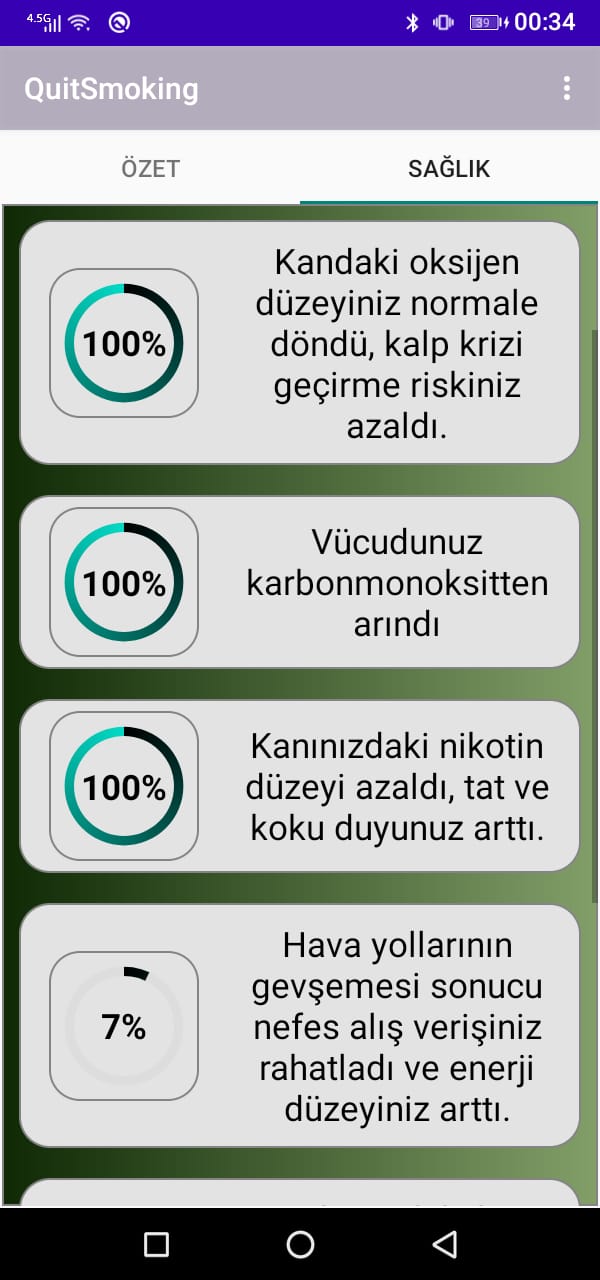 4.5G 39 00:34
QuitSmoking
ÖZET SAĞLIK
Kandaki oksijen
düzeyiniz normale
döndü, kalp krizi
geçirme riskiniz
azaldı.
100%
Vücudunuz
karbonmonoksitten
arındı
100%
Kanınızdaki nikotin
düzeyi azaldı, tat ve
koku duyunuz arttı.
100%
Hava yollarının
gevşemesi sonucu
nefes alış verişiniz
rahatladı ve enerji
düzeyiniz arttı.
7%